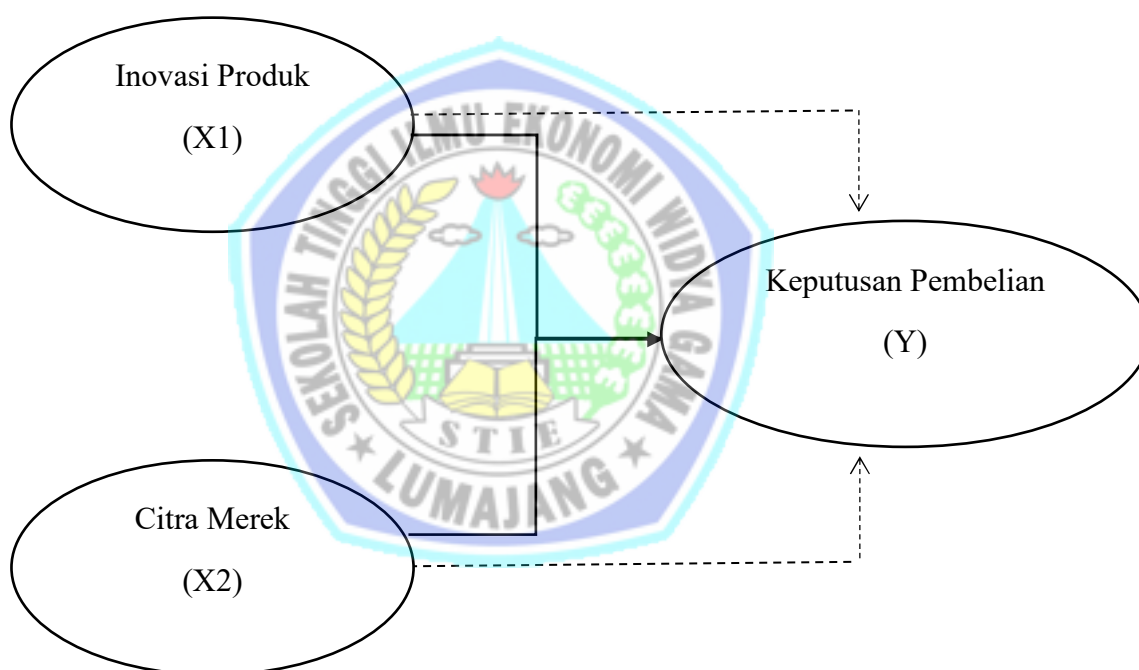 Inovasi Produk
(X1)
SEKOLAH TINGGI ILMU EKONOMI WIDYA GAMA
Keputusan Pembelian
(Y)
STIE
LUMAJANG
Citra Merek
(X2)